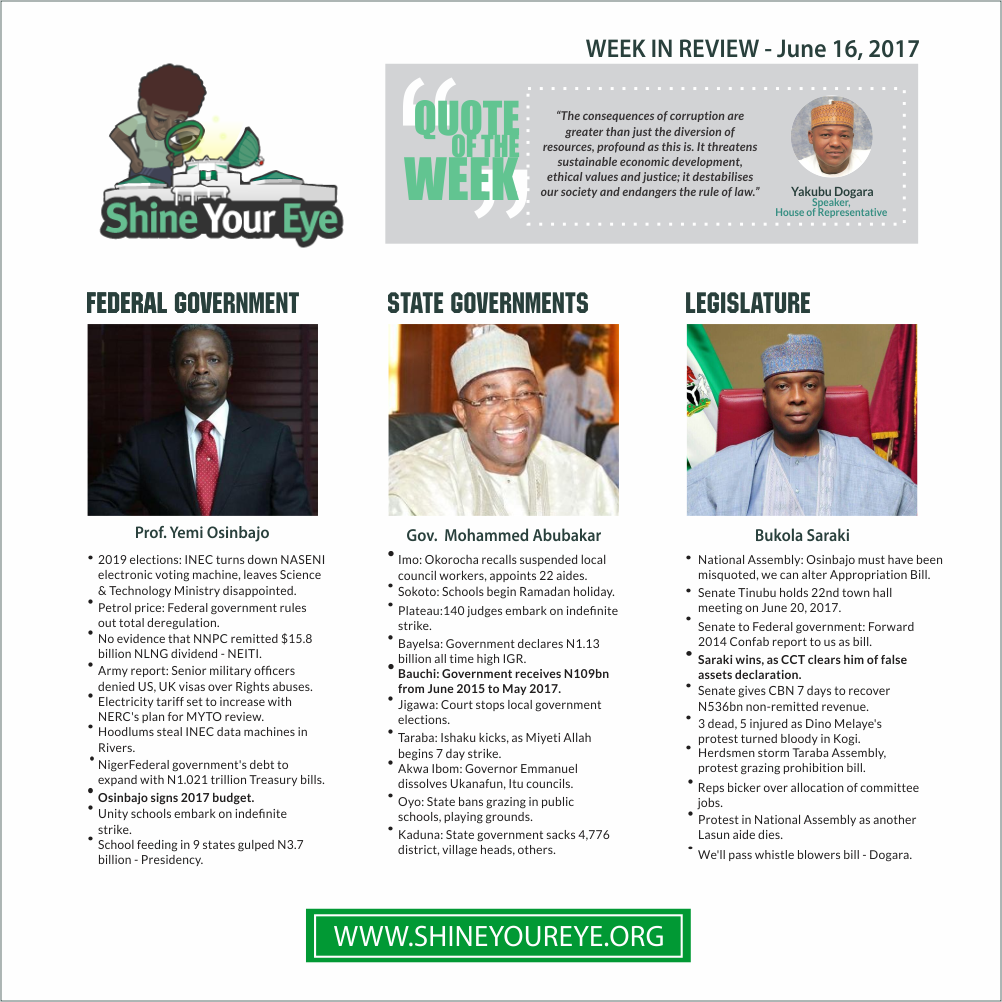 WEEK IN REVIEW - June 16, 2017
Shine Your Eye
QUOTE
OF THE
WEEK
“The consequences of corruption are
greater than just the diversion of
resources, profound as this is. It threatens
sustainable economic development,
ethical values and justice; it destabilises
our society and endangers the rule of law.”
Yakubu Dogara
Speaker,
House of Representative
FEDERAL GOVERNMENT
Prof. Yemi Osinbajo
• 2019 elections: INEC turns down NASENI
electronic voting machine, leaves Science
& Technology Ministry disappointed.
• Petrol price: Federal government rules
out total deregulation.
• No evidence that NNPC remitted $15.8
billion NLNG dividend - NEITI.
• Army report: Senior military officers
denied US, UK visas over Rights abuses.
• Electricity tariff set to increase with
NERC's plan for MYTO review.
• Hoodlums steal INEC data machines in
Rivers.
• NigerFederal government's debt to
expand with N1.021 trillion Treasury bills.
• Osinbajo signs 2017 budget.
• Unity schools embark on indefinite
strike.
• School feeding in 9 states gulped N3.7
billion - Presidency.
STATE GOVERNMENTS
Gov. Mohammed Abubakar
• Imo: Okorocha recalls suspended local
council workers, appoints 22 aides.
• Sokoto: Schools begin Ramadan holiday.
• Plateau:140 judges embark on indefinite
strike.
• Bayelsa: Government declares N1.13
billion all time high IGR.
• Bauchi: Government receives N109bn
from June 2015 to May 2017.
• Jigawa: Court stops local government
elections.
• Taraba: Ishaku kicks, as Miyeti Allah
begins 7 day strike.
• Akwa Ibom: Governor Emmanuel
dissolves Ukanafun, Itu councils.
• Oyo: State bans grazing in public
schools, playing grounds.
• Kaduna: State government sacks 4,776
district, village heads, others.
LEGISLATURE
Bukola Saraki
• National Assembly: Osinbajo must have been
misquoted, we can alter Appropriation Bill.
• Senate Tinubu holds 22nd town hall
meeting on June 20, 2017.
• Senate to Federal government: Forward
2014 Confab report to us as bill.
• Saraki wins, as CCT clears him of false
assets declaration.
• Senate gives CBN 7 days to recover
N536bn non-remitted revenue.
• 3 dead, 5 injured as Dino Melaye's
protest turned bloody in Kogi.
• Herdsmen storm Taraba Assembly,
protest grazing prohibition bill.
• Reps bicker over allocation of committee
jobs.
• Protest in National Assembly as another
Lasun aide dies.
• We'll pass whistle blowers bill - Dogara.
WWW.SHINEYOUREYE.ORG